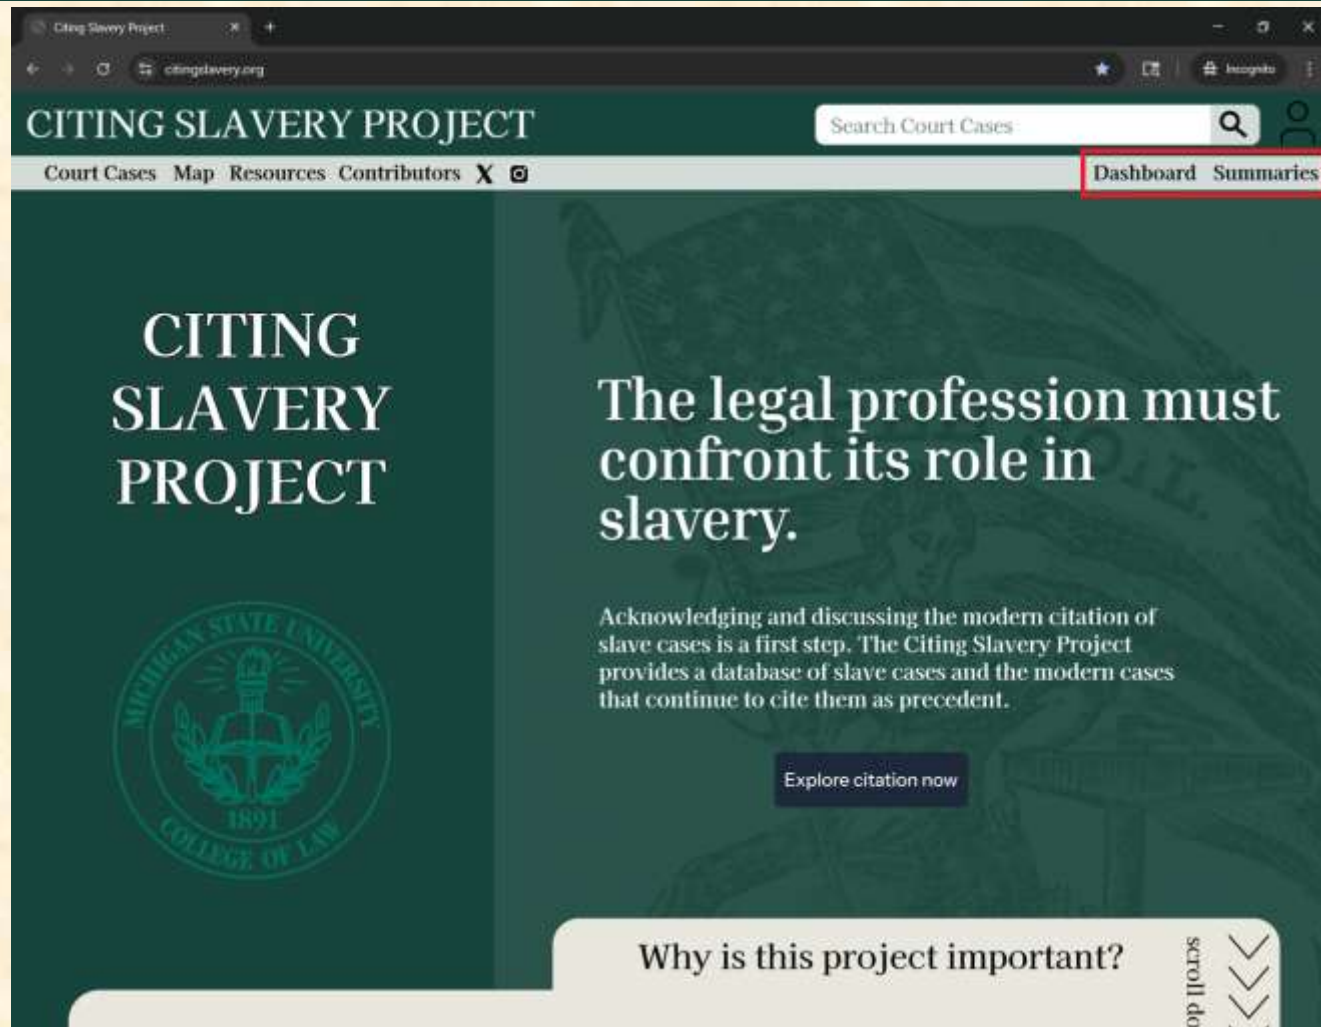 Citing Slavery Project
citingslavery.org
Incognito
CITING SLAVERY PROJECT
Search Court Cases
Court Cases Map Resources Contributors
Dashboard Summaries
CITING
SLAVERY
PROJECT
The legal profession must
confront its role in
slavery.
Acknowledging and discussing the modern citation of
slave cases is a first step. The Citing Slavery Project
provides a database of slave cases and the modern cases
that continue to cite them as precedent.
Explore citation now
MICHIGAN STATE UNIVERSITY
1891
COLLEGE OF LAW
Why is this project important?
scroll do